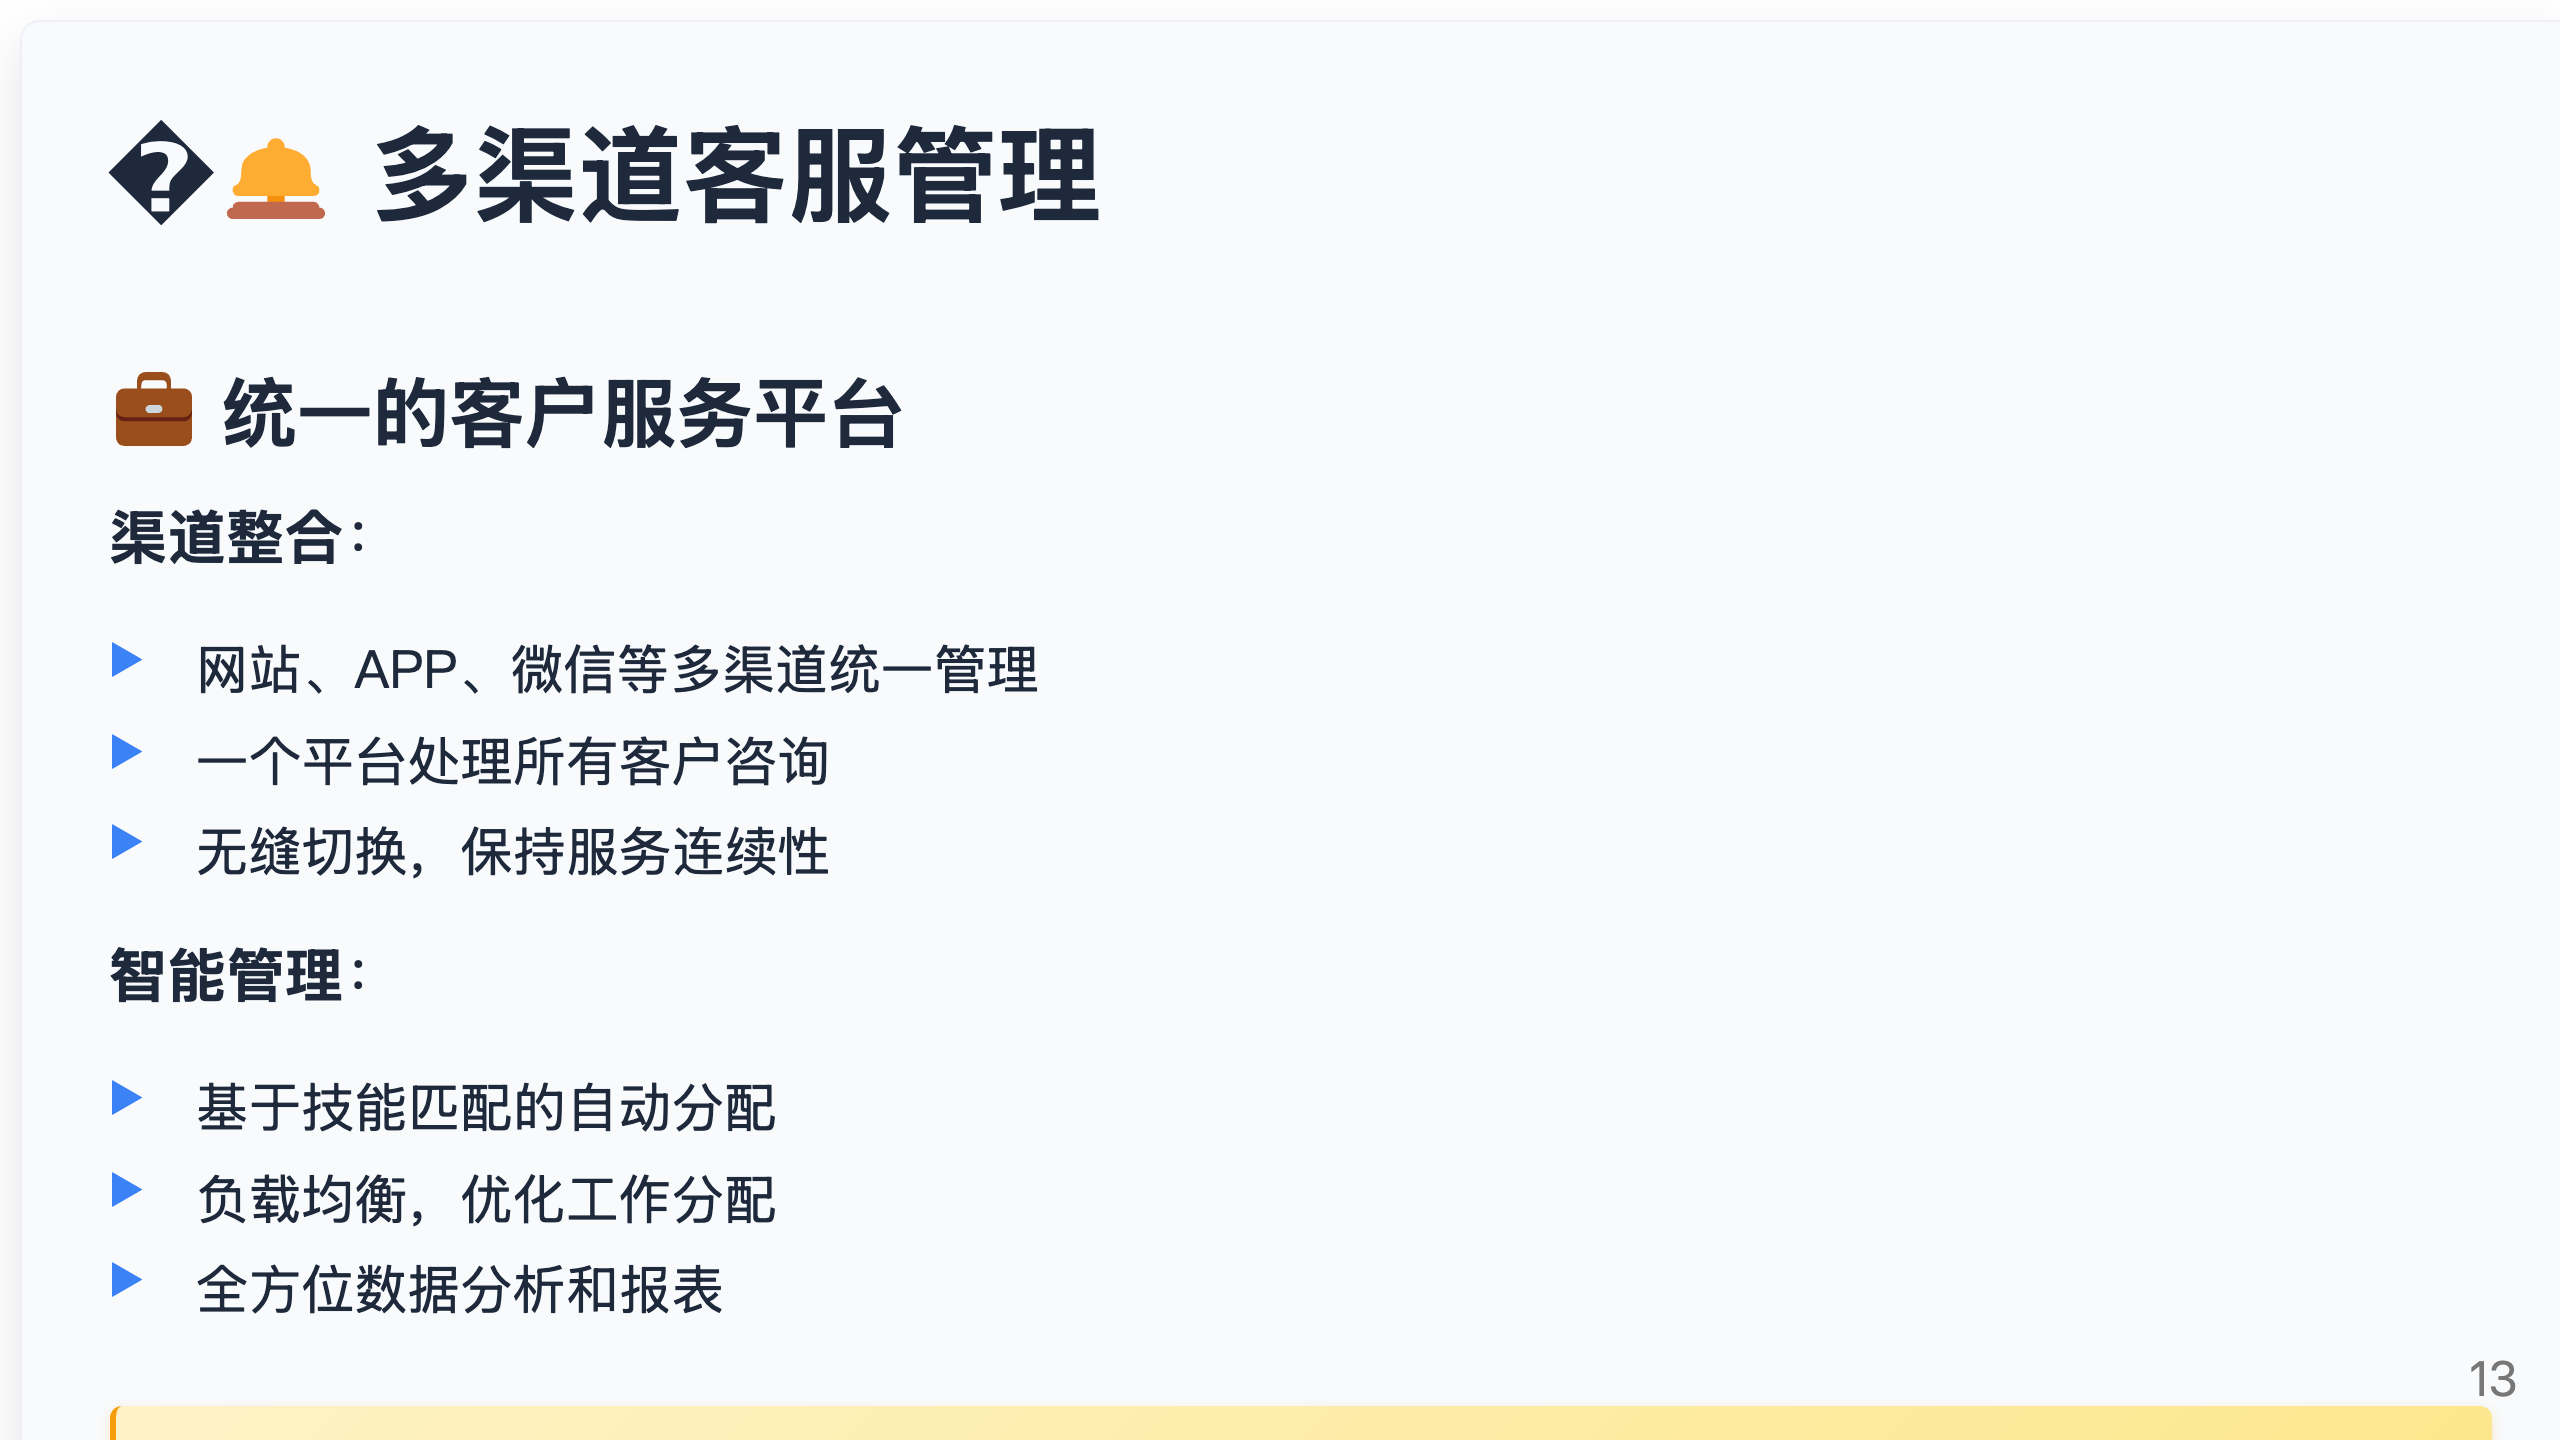 �🛎️ 多渠道客服管理
💼 统一的客户服务平台
渠道整合：
▶ 网站、APP、微信等多渠道统一管理
▶ 一个平台处理所有客户咨询
▶ 无缝切换，保持服务连续性
智能管理：
▶ 基于技能匹配的自动分配
▶ 负载均衡，优化工作分配
▶ 全方位数据分析和报表
13